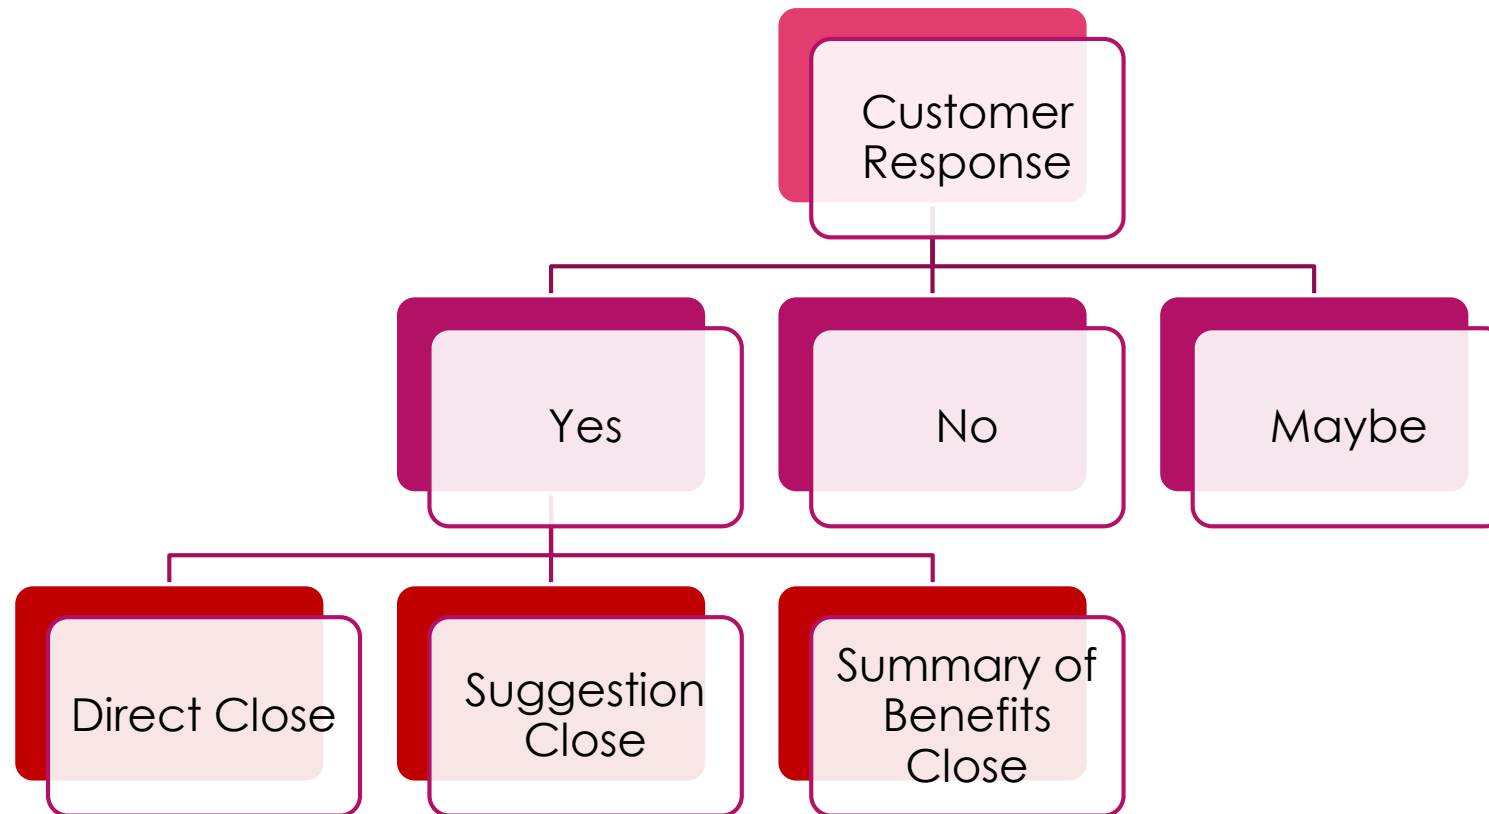 Customer
Response
Yes
No
Maybe
Direct Close
Suggestion
Close
Summary of
Benefits
Close